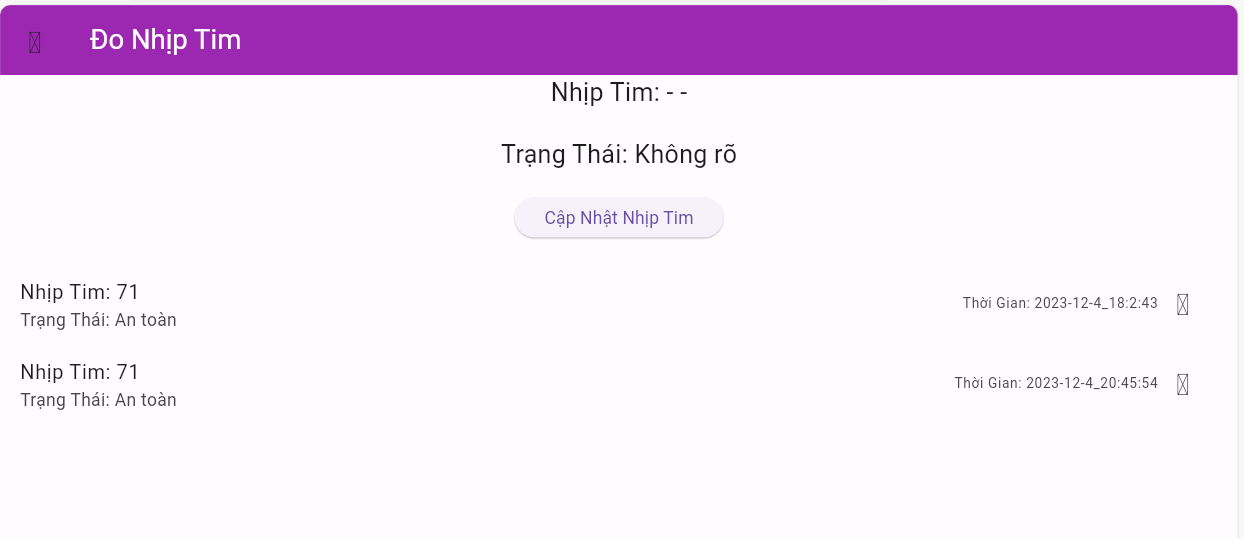 Đo Nhịp Tim
Nhịp Tim: - -
Trạng Thái: Không rõ
Cập Nhật Nhịp Tim
Nhịp Tim: 71
Trạng Thái: An toàn
Thời Gian: 2023-12-4_18:2:43
Nhịp Tim: 71
Trạng Thái: An toàn
Thời Gian: 2023-12-4_20:45:54